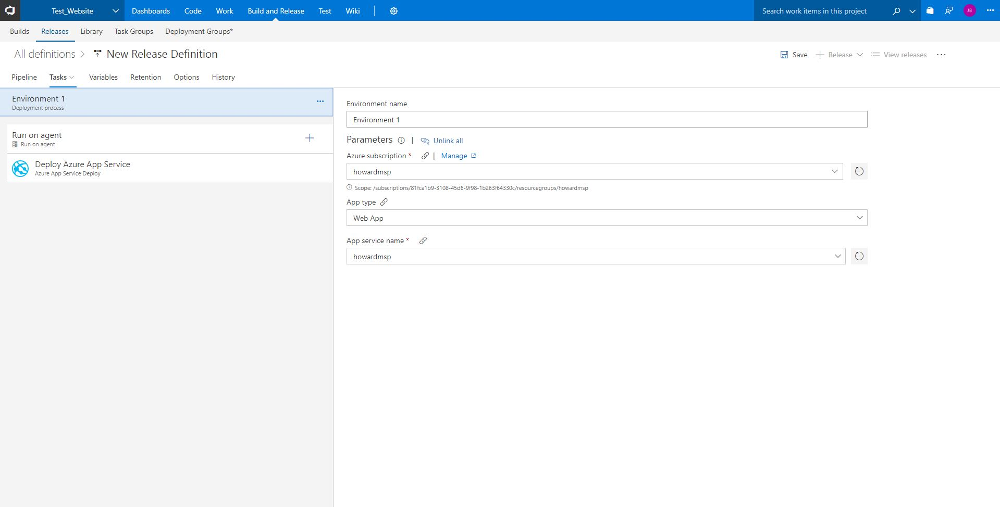 Test_Website Dashboards Code Work Build and Release Test Wiki Search work items in this project JB
Builds Releases Library Task Groups Deployment Groups*
All definitions New Release Definition Save Release View releases
Pipeline Tasks Variables Retention Options History
Environment 1
Deployment process
Run on agent
Run on agent
Deploy Azure App Service
Azure App Service Deploy
Environment name
Environment 1
Parameters | Unlink all
Azure subscription * | Manage
howardmsp
Scope: /subscriptions/81fca1b9-3108-45d6-9f98-1b263f64330c/resourcegroups/howardmsp
App type
Web App
App service name *
howardmsp